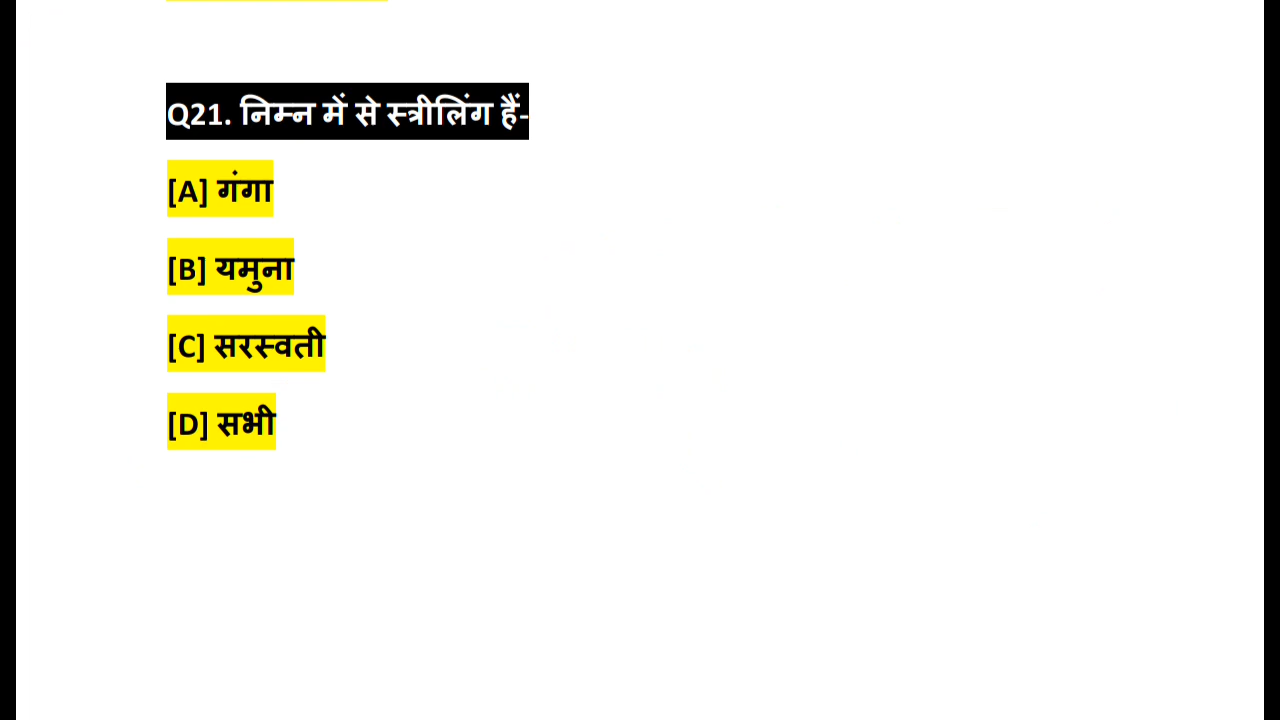 Q21. निम्न में से स्त्रीलिंग हैं-
[A] गंगा
[B] यमुना
[C] सरस्वती
[D] सभी